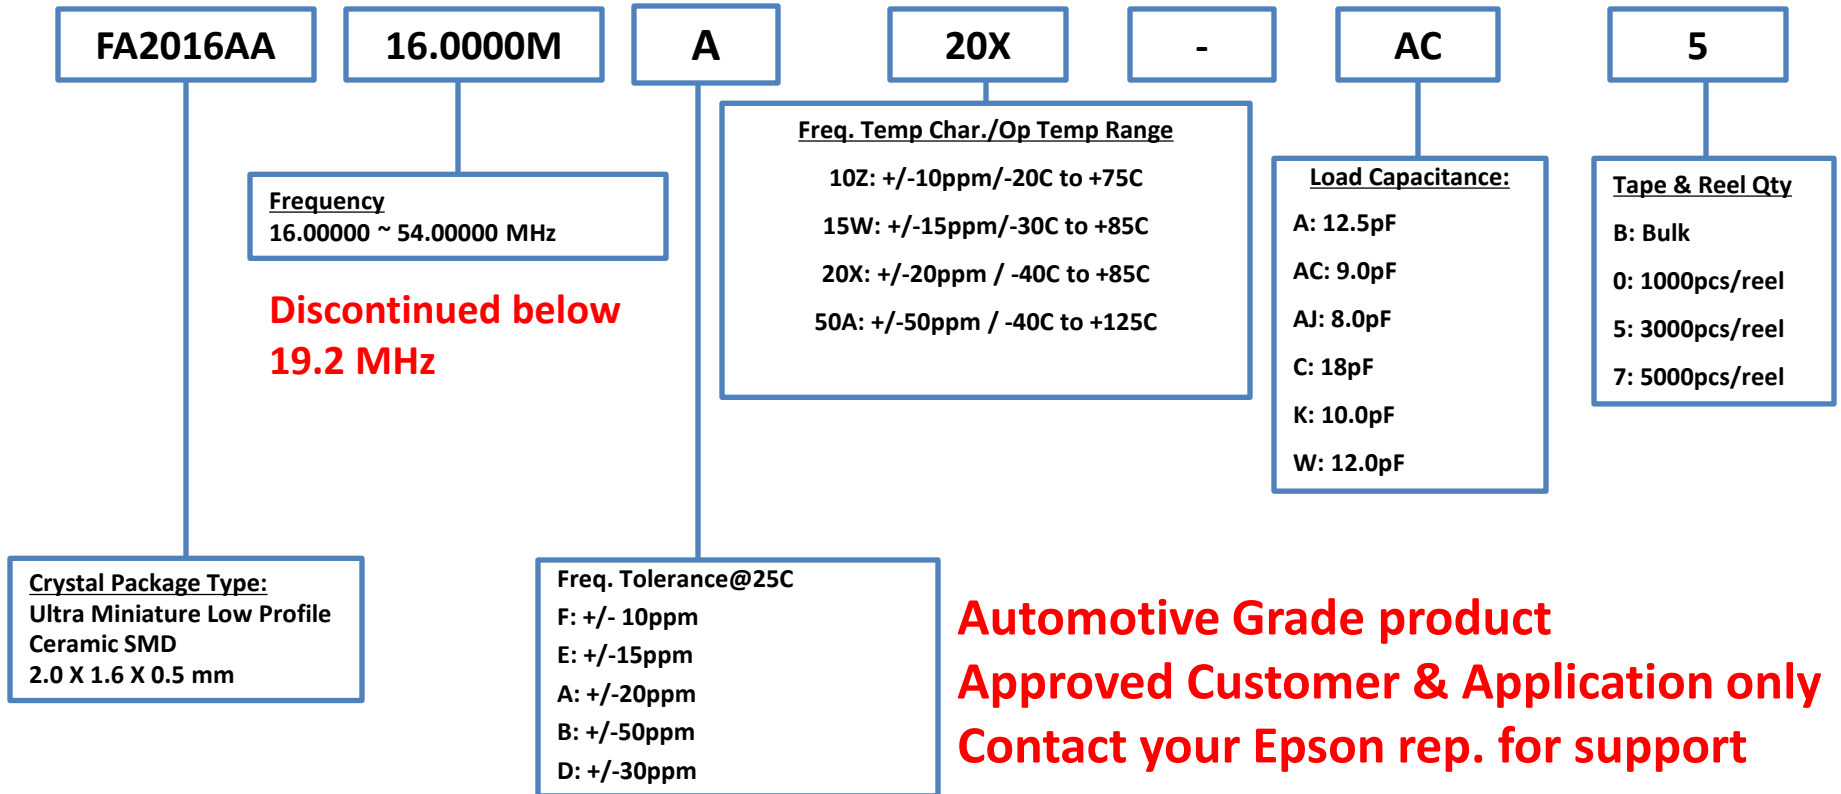 FA2016AA
16.0000M
A
20X
-
AC
5
Frequency
16.00000 ~ 54.00000 MHz
Discontinued below
19.2 MHz
Freq. Temp Char./Op Temp Range
10Z: +/-10ppm/-20C to +75C
15W: +/-15ppm/-30C to +85C
20X: +/-20ppm / -40C to +85C
50A: +/-50ppm / -40C to +125C
Load Capacitance:
A: 12.5pF
AC: 9.0pF
AJ: 8.0pF
C: 18pF
K: 10.0pF
W: 12.0pF
Tape & Reel Qty
B: Bulk
0: 1000pcs/reel
5: 3000pcs/reel
7: 5000pcs/reel
Crystal Package Type:
Ultra Miniature Low Profile
Ceramic SMD
2.0 X 1.6 X 0.5 mm
Freq. Tolerance@25C
F: +/- 10ppm
E: +/-15ppm
A: +/-20ppm
B: +/-50ppm
D: +/-30ppm
Automotive Grade product
Approved Customer & Application only
Contact your Epson rep. for support